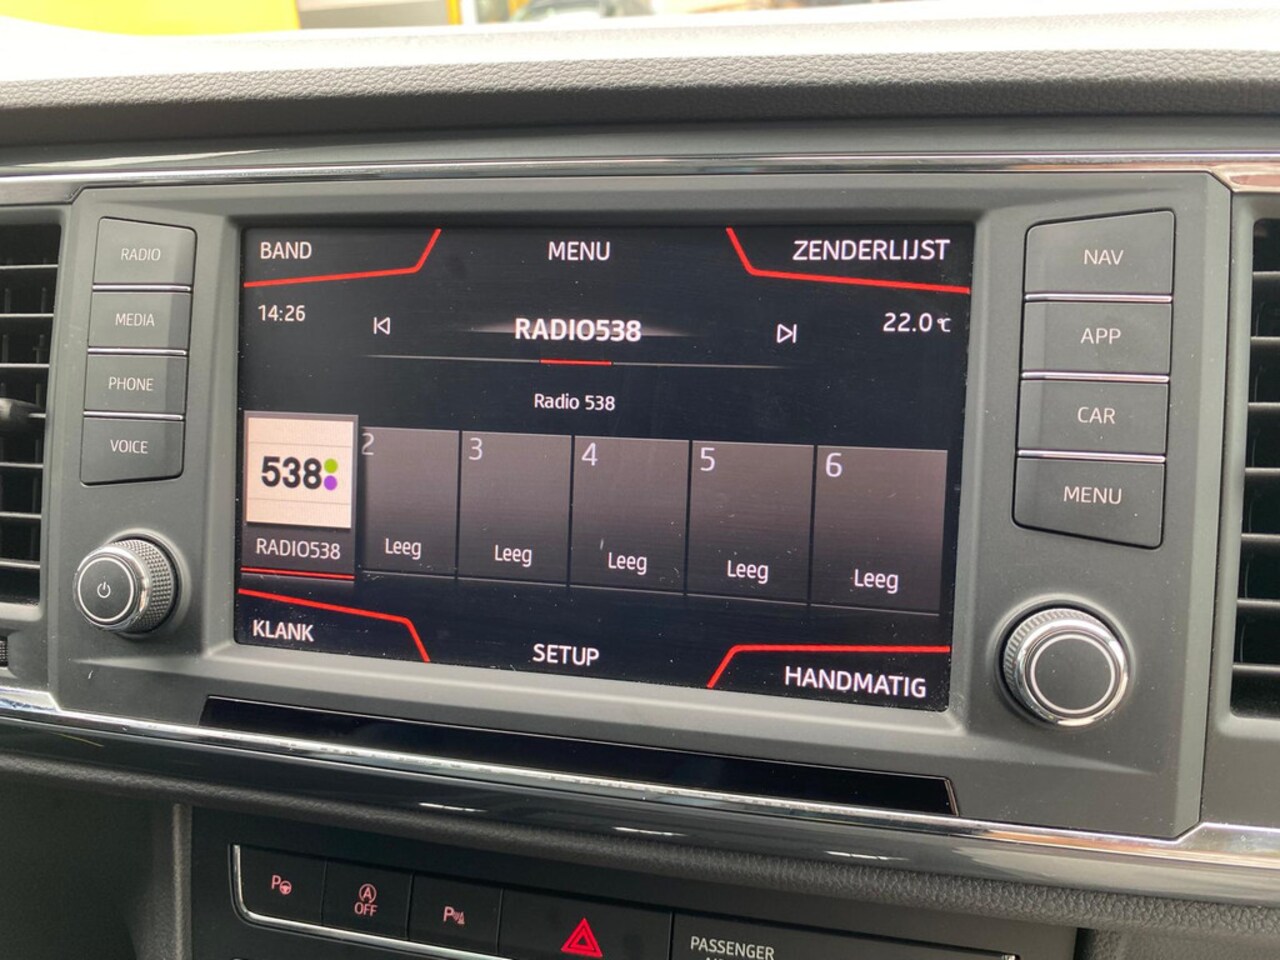 BAND MENU ZENDERLIJST
14:26 RADIO538 22.0 °C
Radio 538
538
2 3 4 5 6
RADIO538 Leeg Leeg Leeg Leeg Leeg
KLANK SETUP HANDMATIG
RADIO
MEDIA
PHONE
VOICE
NAV
APP
CAR
MENU
P
A
OFF
P
PASSENGER